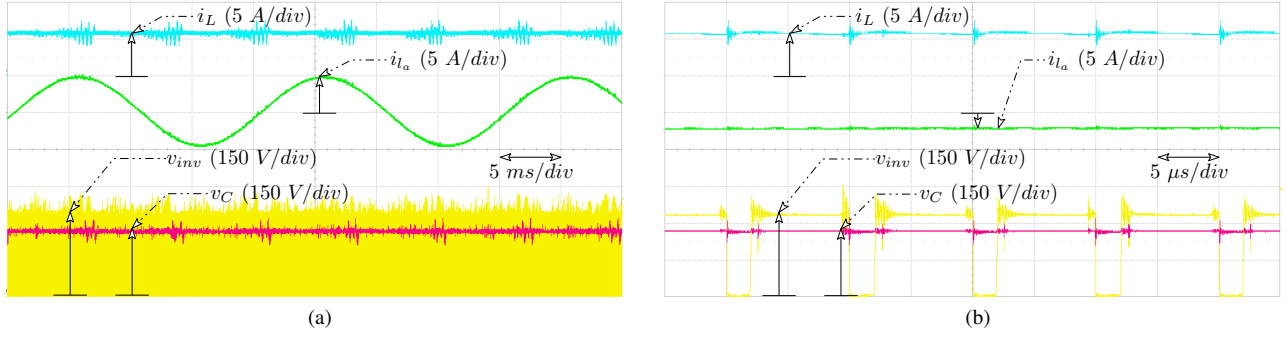 i_L (5 A/div)
i_{l_a} (5 A/div)
5 ms/div
v_{inv} (150 V/div)
v_C (150 V/div)
(a)
i_L (5 A/div)
i_{l_a} (5 A/div)
5 μs/div
v_{inv} (150 V/div)
v_C (150 V/div)
(b)